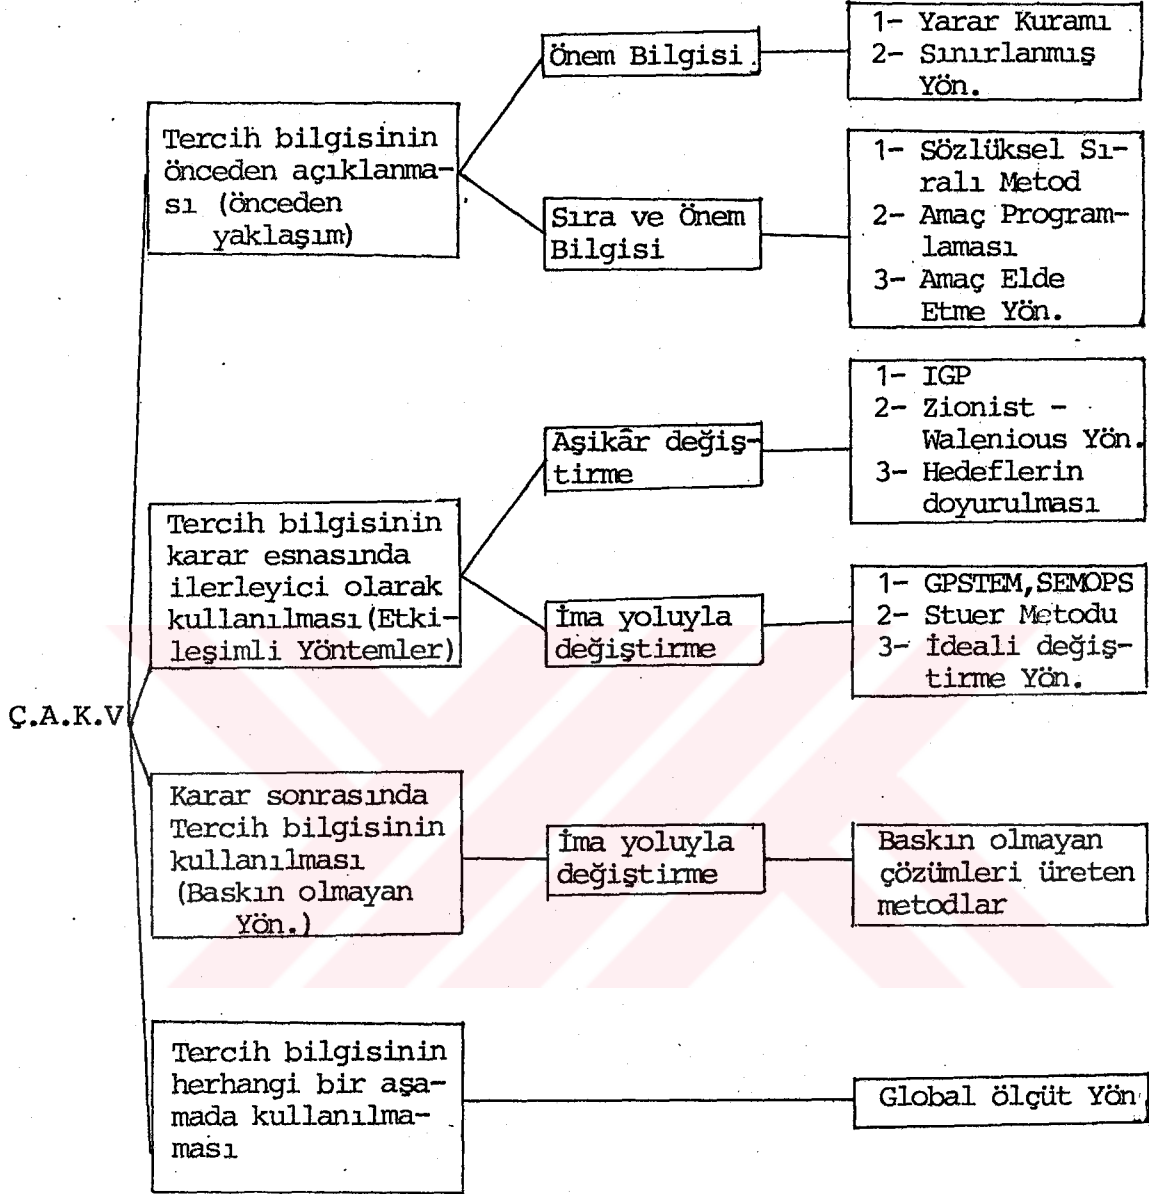 Önem Bilgisi
1- Yarar Kuramı
2- Sınırlanmış
Yön.
Tercih bilgisinin
önceden açıklanma-
sı (önceden
yaklaşım)
Sıra ve Önem
Bilgisi
1- Sözlüksel Sı-
ralı Metod
2- Amaç Program-
laması
3- Amaç Elde
Etme Yön.
Ç.A.K.V
Tercih bilgisinin
karar esnasında
ilerleyici olarak
kullanılması(Etki-
leşimli Yöntemler)
Aşikâr değiş-
tirme
1- IGP
2- Zionist -
Walenious Yön.
3- Hedeflerin
doyurulması
İma yoluyla
değiştirme
1- GPSTEM,SEMOPS
2- Stuer Metodu
3- İdeali değiş-
tirme Yön.
Karar sonrasında
Tercih bilgisinin
kullanılması
(Baskın olmayan
Yön.)
İma yoluyla
değiştirme
Baskın olmayan
çözümleri üreten
metodlar
Tercih bilgisinin
herhangi bir aşa-
mada kullanılma-
ması
Global ölçüt Yön.